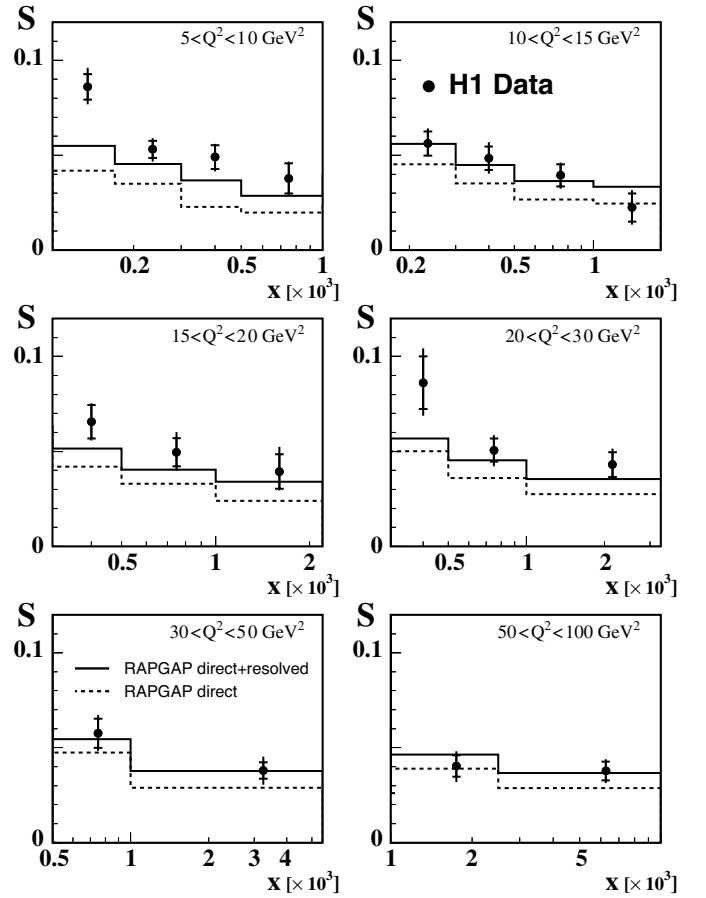 S
5<Q²<10 GeV²
0.1
0
0.2 0.5 1
x [×10³]
S
10<Q²<15 GeV²
0.1
H1 Data
0
0.2 0.5 1
x [×10³]
S
15<Q²<20 GeV²
0.1
0
0.5 1 2
x [×10³]
S
20<Q²<30 GeV²
0.1
0
0.5 1 2
x [×10³]
S
30<Q²<50 GeV²
0.1
RAPGAP direct+resolved
RAPGAP direct
0
0.5 1 2 3 4
x [×10³]
S
50<Q²<100 GeV²
0.1
0
1 2 5
x [×10³]